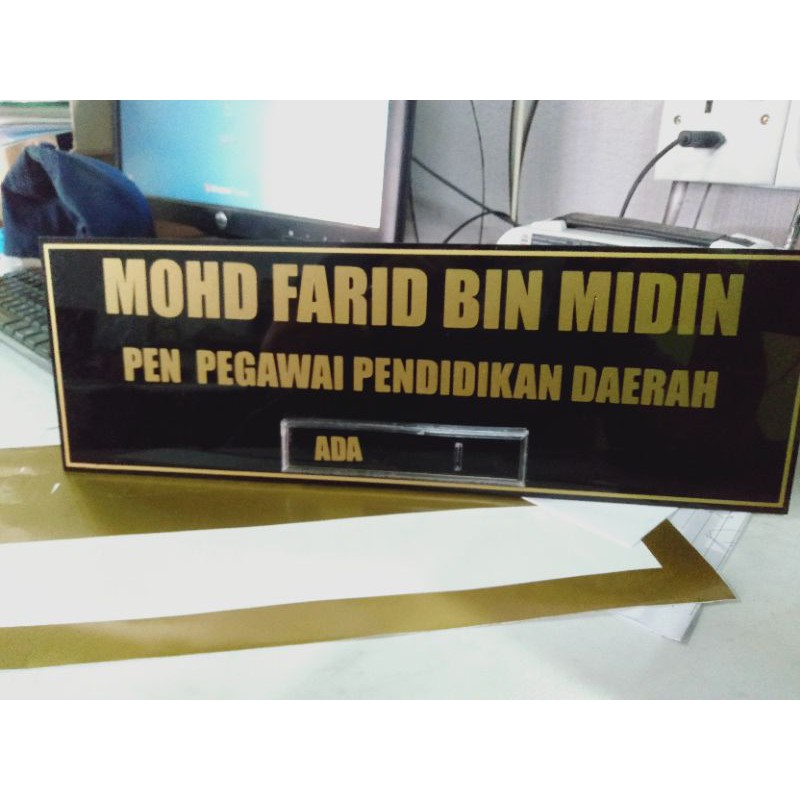 MOHD FARID BIN MIDIN
PEN PEGAWAI PENDIDIKAN DAERAH
ADA